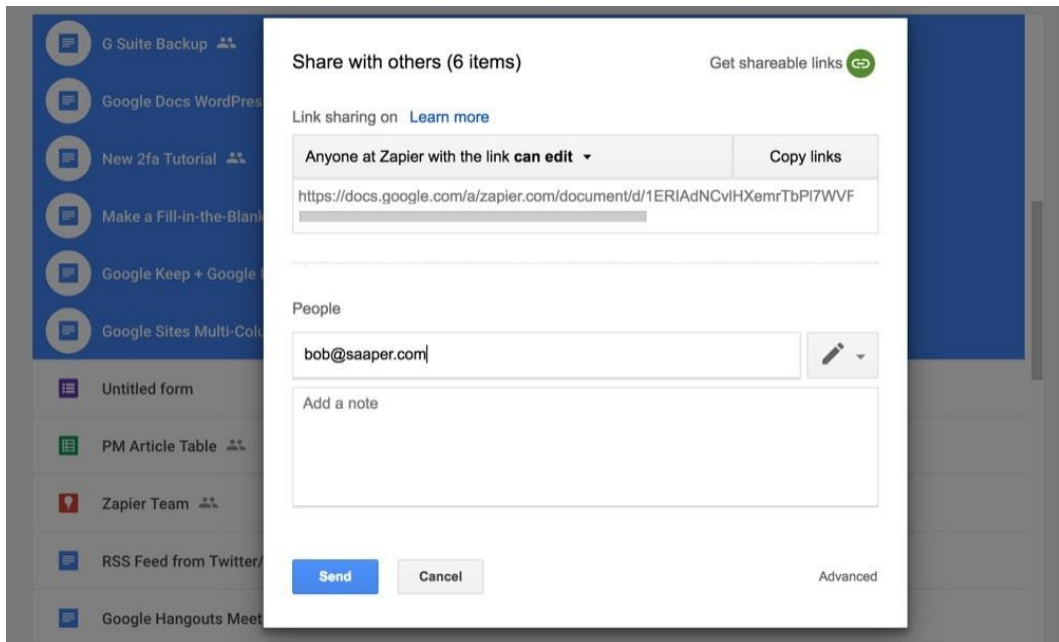 G Suite Backup
Google Docs WordPres
New 2fa Tutorial
Make a Fill-in-the-Blank
Google Keep + Google
Google Sites Multi-Colu
Untitled form
PM Article Table
Zapier Team
RSS Feed from Twitter/
Google Hangouts Meet
Share with others (6 items)
Get shareable links
Link sharing on Learn more
Anyone at Zapier with the link can edit
Copy links
https://docs.google.com/a/zapier.com/document/d/1ERIAdNCvlHXemrTbPl7WVF
People
bob@saaper.com
Add a note
Send
Cancel
Advanced